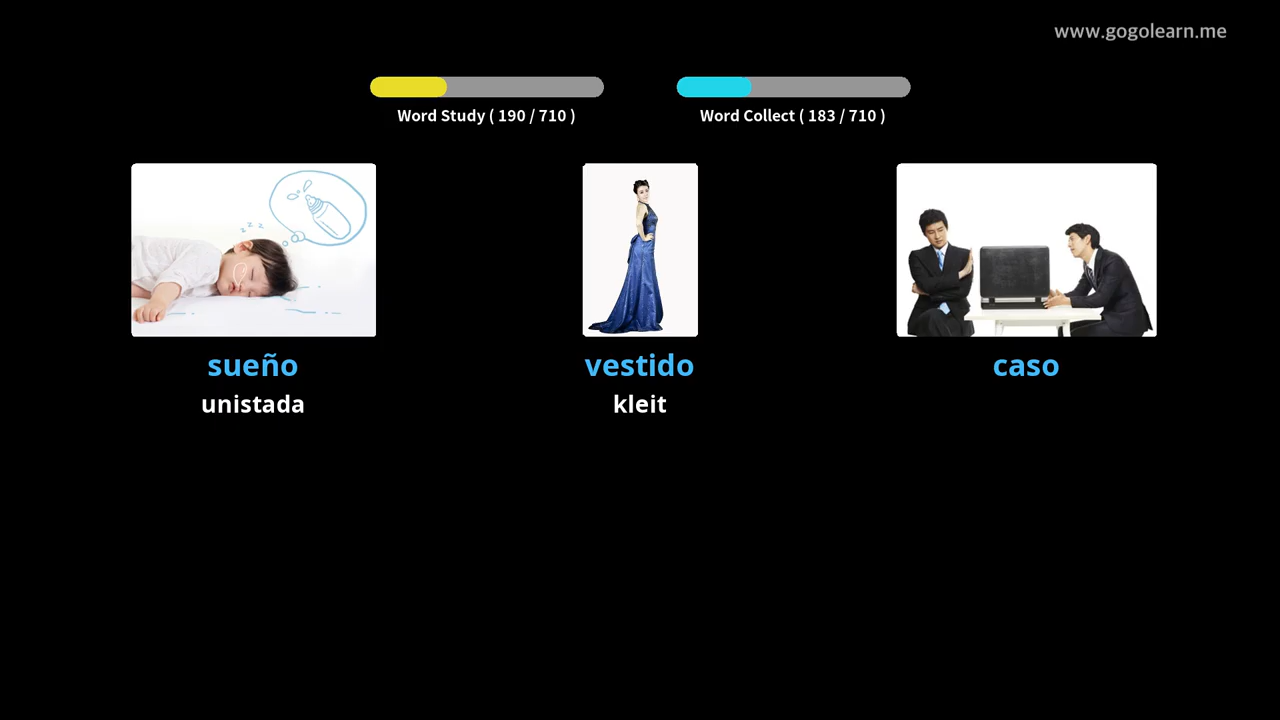 www.gogolearn.me
Word Study ( 190 / 710 )
Word Collect ( 183 / 710 )
z z z
sueño
vestido
caso
unistada
kleit